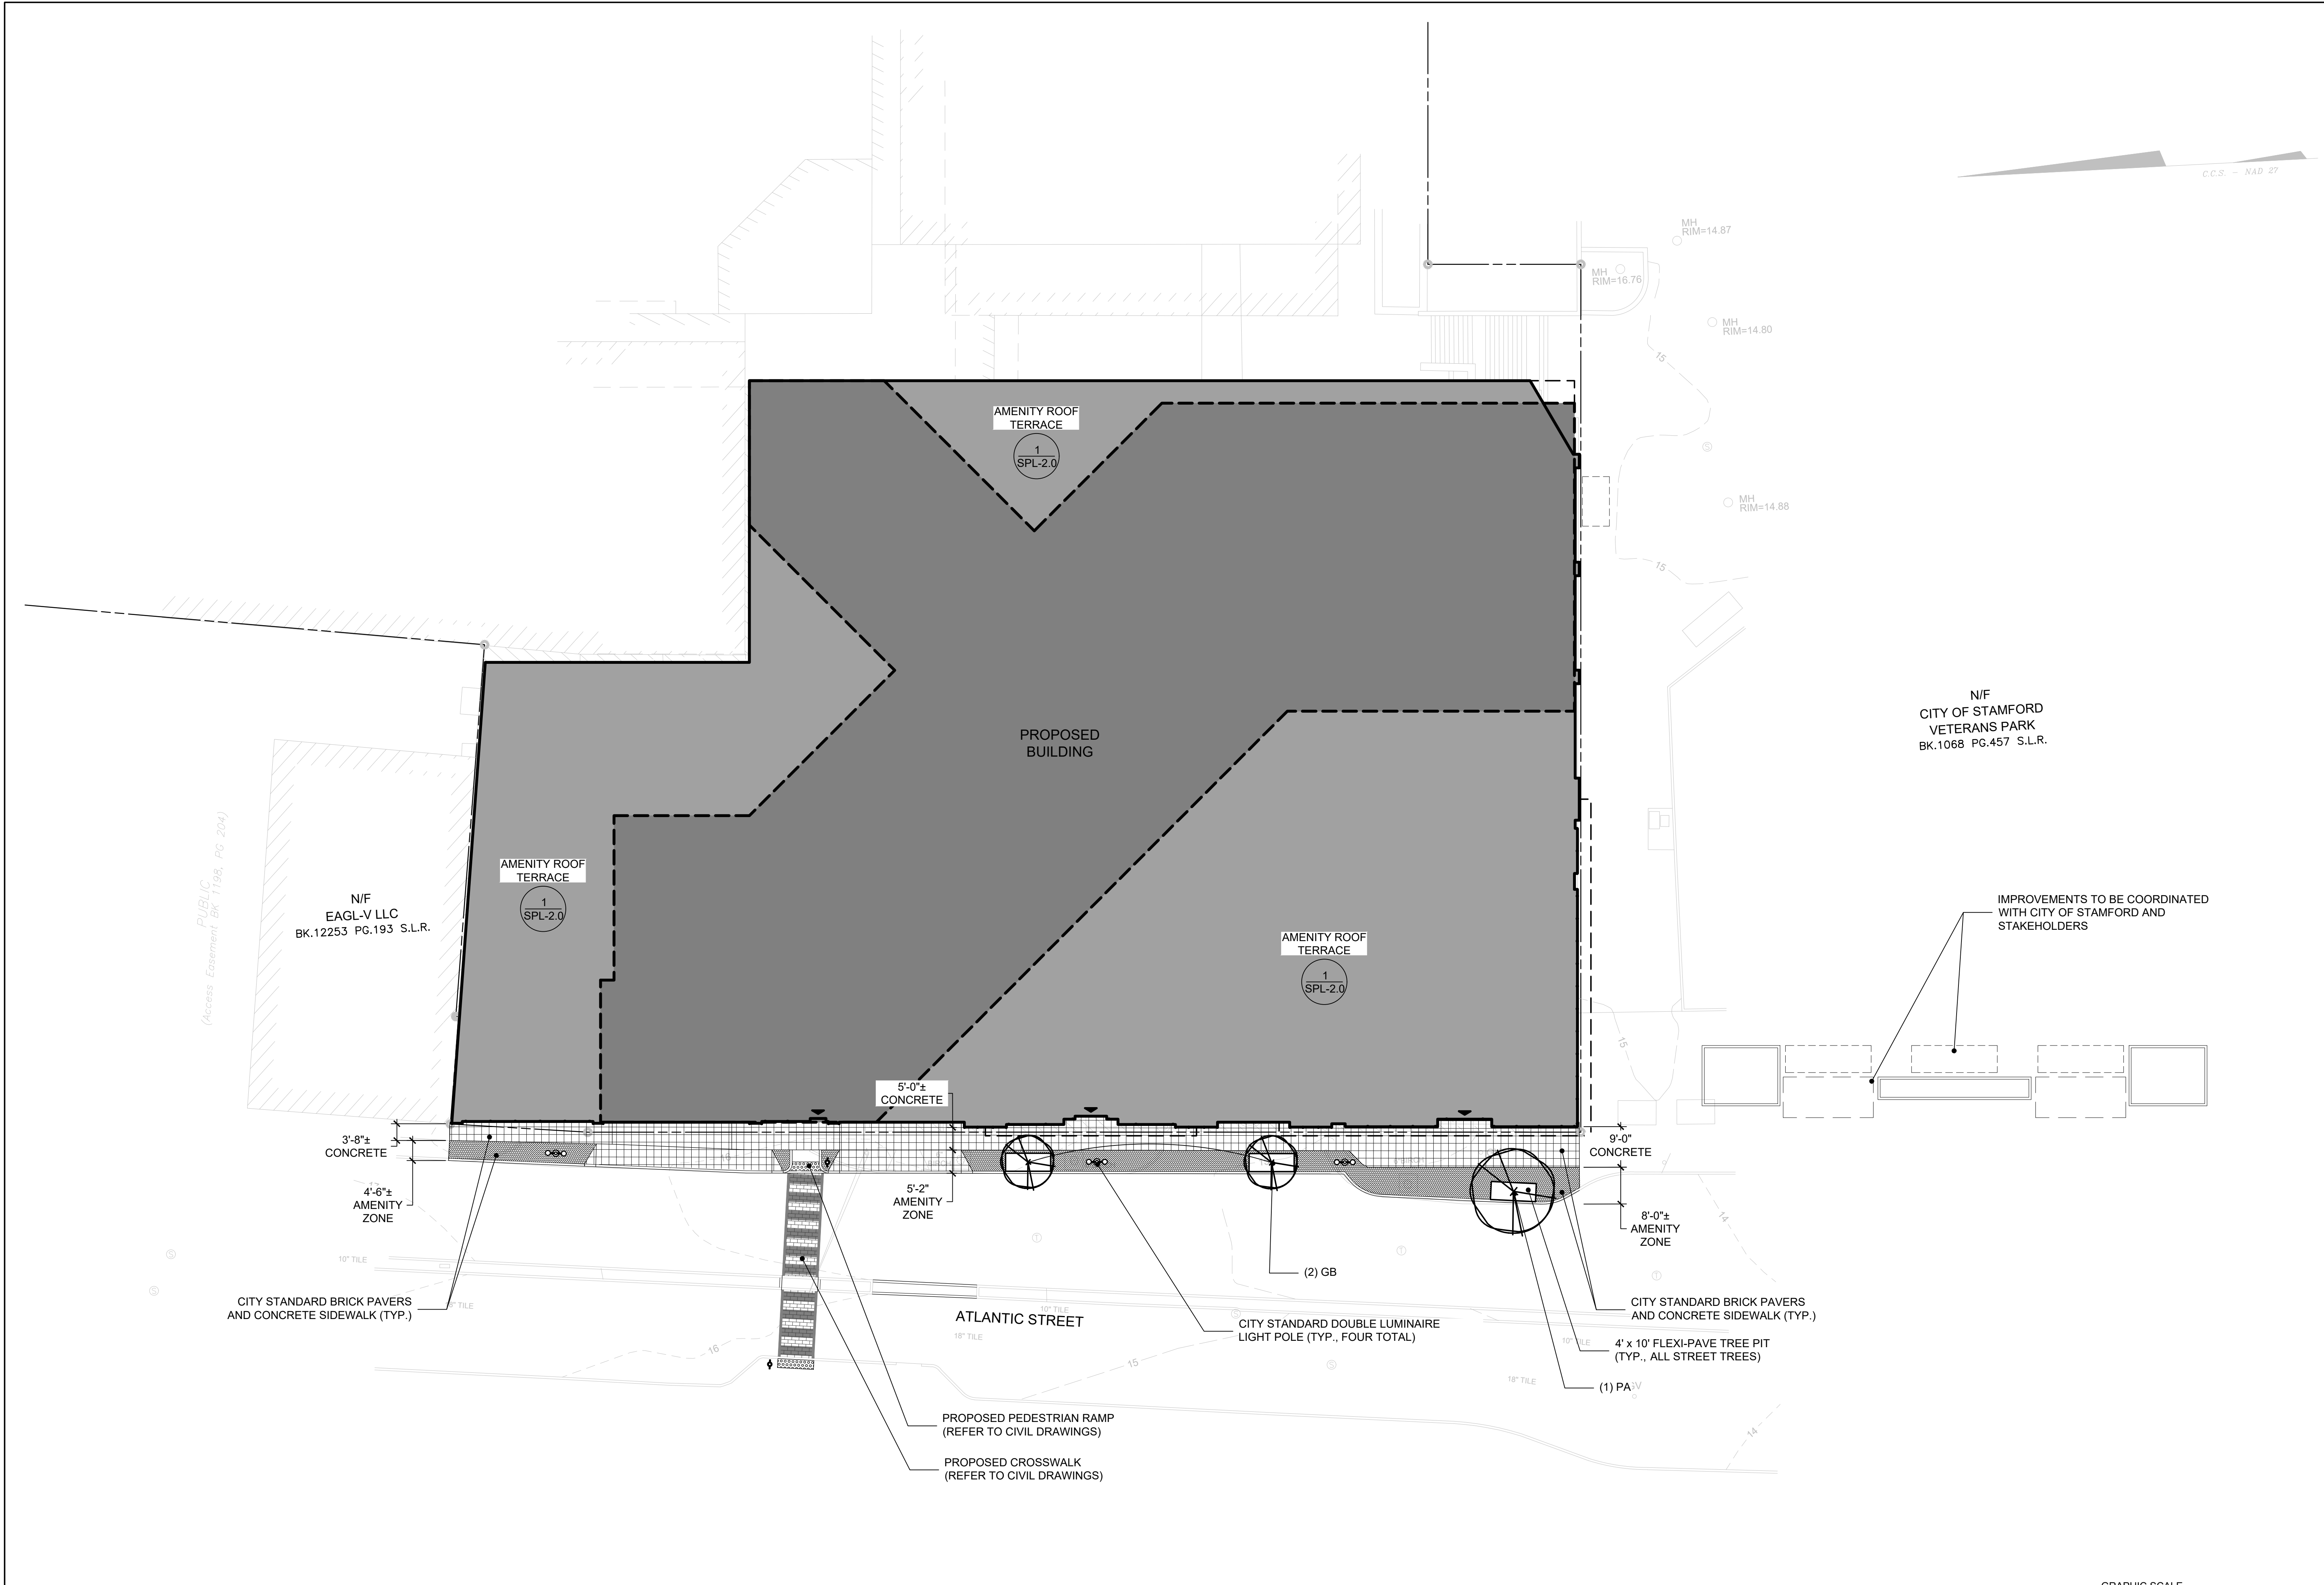 C.C.S. - NAD 27
MH
RIM=14.87
MH
RIM=16.76
MH
RIM=14.80
15
AMENITY ROOF
TERRACE
1
SPL-2.0
S
MH
RIM=14.88
15
N/F
CITY OF STAMFORD
VETERANS PARK
BK.1068 PG.457 S.L.R.
PROPOSED
BUILDING
PUBLIC
(Access Easement BK 1198, PG 204)
N/F
EAGL-V LLC
BK.12253 PG.193 S.L.R.
AMENITY ROOF
TERRACE
1
SPL-2.0
AMENITY ROOF
TERRACE
1
SPL-2.0
IMPROVEMENTS TO BE COORDINATED
WITH CITY OF STAMFORD AND
STAKEHOLDERS
15
5'-0"±
CONCRETE
3'-8"±
CONCRETE
9'-0"
CONCRETE
4'-6"±
AMENITY
ZONE
5'-2"
AMENITY
ZONE
8'-0"±
AMENITY
ZONE
14
S
S
T
T
T
10" TILE
(2) GB
CITY STANDARD BRICK PAVERS
AND CONCRETE SIDEWALK (TYP.)
ATLANTIC STREET
10" TILE
18" TILE
S
CITY STANDARD DOUBLE LUMINAIRE
LIGHT POLE (TYP., FOUR TOTAL)
CITY STANDARD BRICK PAVERS
AND CONCRETE SIDEWALK (TYP.)
10" TILE
4' x 10' FLEXI-PAVE TREE PIT
(TYP., ALL STREET TREES)
16
15
S
18" TILE
(1) PA
14
PROPOSED PEDESTRIAN RAMP
(REFER TO CIVIL DRAWINGS)
PROPOSED CROSSWALK
(REFER TO CIVIL DRAWINGS)